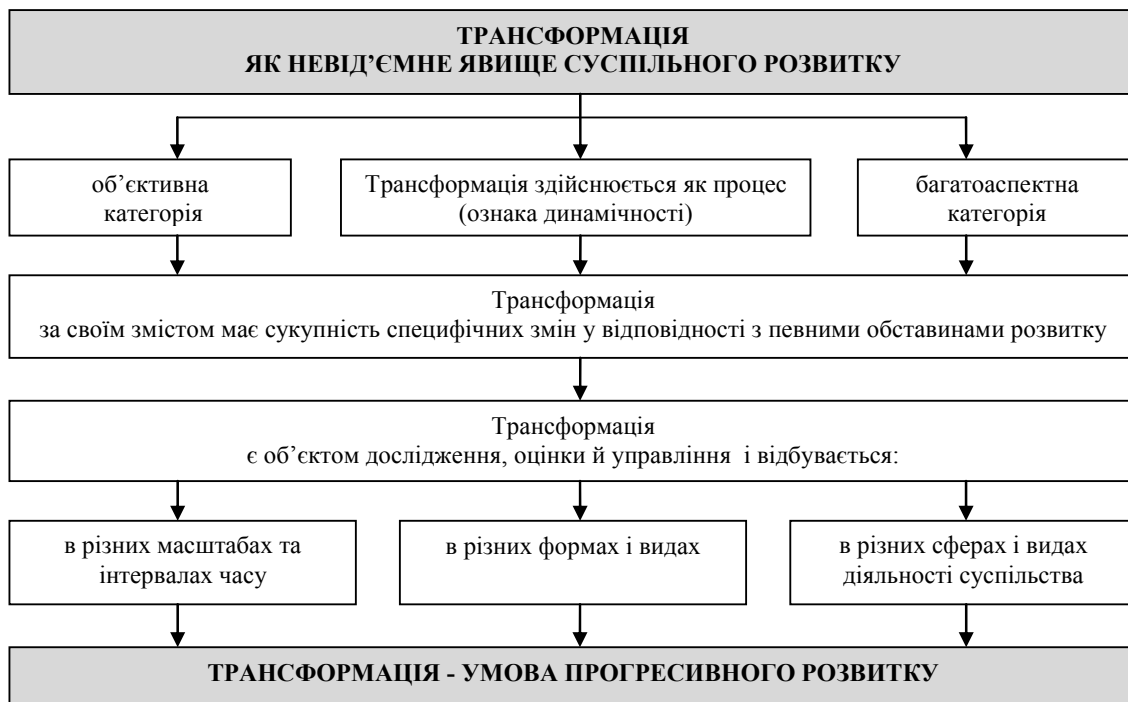 ТРАНСФОРМАЦІЯ
ЯК НЕВІД’ЄМНЕ ЯВИЩЕ СУСПІЛЬНОГО РОЗВИТКУ
об’єктивна
категорія
Трансформація здійснюється як процес
(ознака динамічності)
багатоаспектна
категорія
Трансформація
за своїм змістом має сукупність специфічних змін у відповідності з певними обставинами розвитку
Трансформація
є об’єктом дослідження, оцінки й управління і відбувається:
в різних масштабах та
інтервалах часу
в різних формах і видах
в різних сферах і видах
діяльності суспільства
ТРАНСФОРМАЦІЯ - УМОВА ПРОГРЕСИВНОГО РОЗВИТКУ